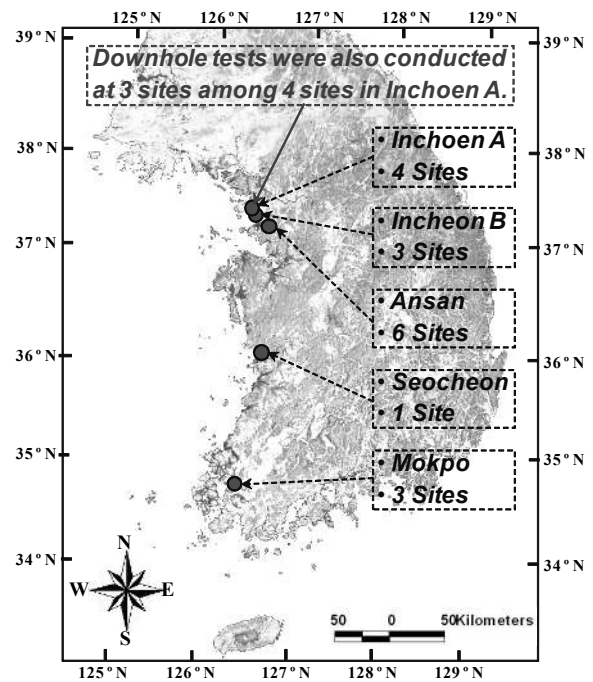 125°N 126°N 127°N 128°N 129°N
39°N 39°N
Downhole tests were also conducted
at 3 sites among 4 sites in Inchoen A.
38°N 38°N
• Inchoen A
• 4 Sites
37°N 37°N
• Incheon B
• 3 Sites
• Ansan
• 6 Sites
36°N 36°N
• Seocheon
• 1 Site
35°N 35°N
• Mokpo
• 3 Sites
34°N 34°N
N
W E
S
50 0 50Kilometers
125°N 126°N 127°N 128°N 129°N